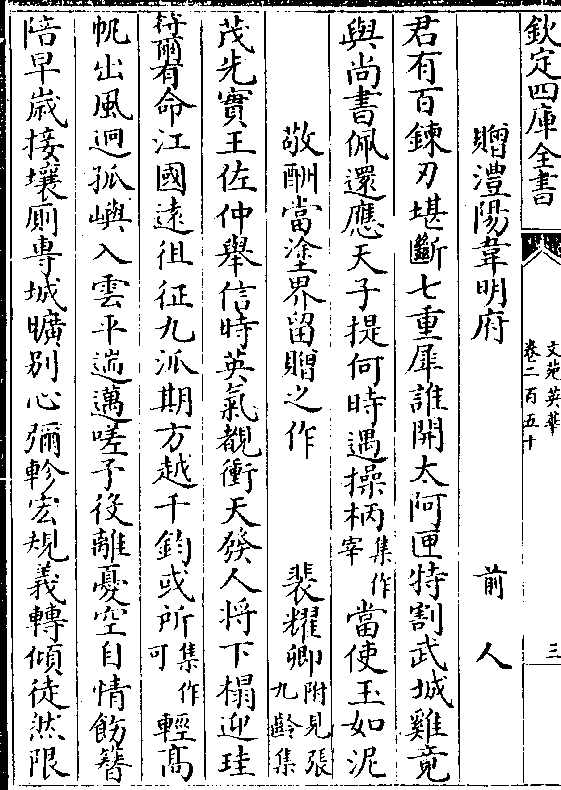 欽定四庫全書
文苑英華
卷二百五十
三
贈澧陽韋明府
前人
君有百鍊刃堪斷七重犀誰開太阿匣特割武城雞竟
與尚書佩還應天子提何時遇操柄集作宰當使玉如泥
敬酬當塗界留贈之作
裴耀卿附見張九齡集
茂先實王佐仲舉信時英氣覩衝天發人将下榻迎珪
符爾有命江國遠徂征九泒期方越千鈞或所集作可輕髙
帆出風迥孤嶼入雲平遄邁嗟予役離憂空自情飭簪
陪早歲接壤厠專城曠别心彌軫宏規義轉傾徒然限